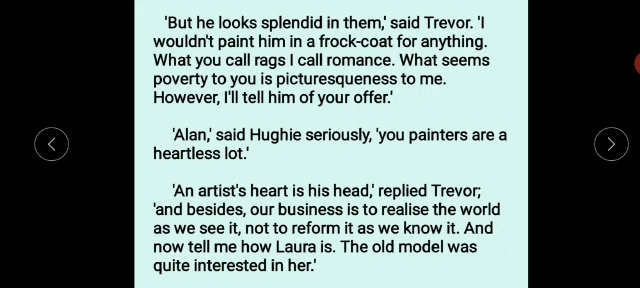 'But he looks splendid in them,' said Trevor. 'I
wouldn't paint him in a frock-coat for anything.
What you call rags I call romance. What seems
poverty to you is picturesqueness to me.
However, I'll tell him of your offer.'
'Alan,' said Hughie seriously, 'you painters are a
heartless lot.'
'An artist's heart is his head,' replied Trevor;
'and besides, our business is to realise the world
as we see it, not to reform it as we know it. And
now tell me how Laura is. The old model was
quite interested in her.'